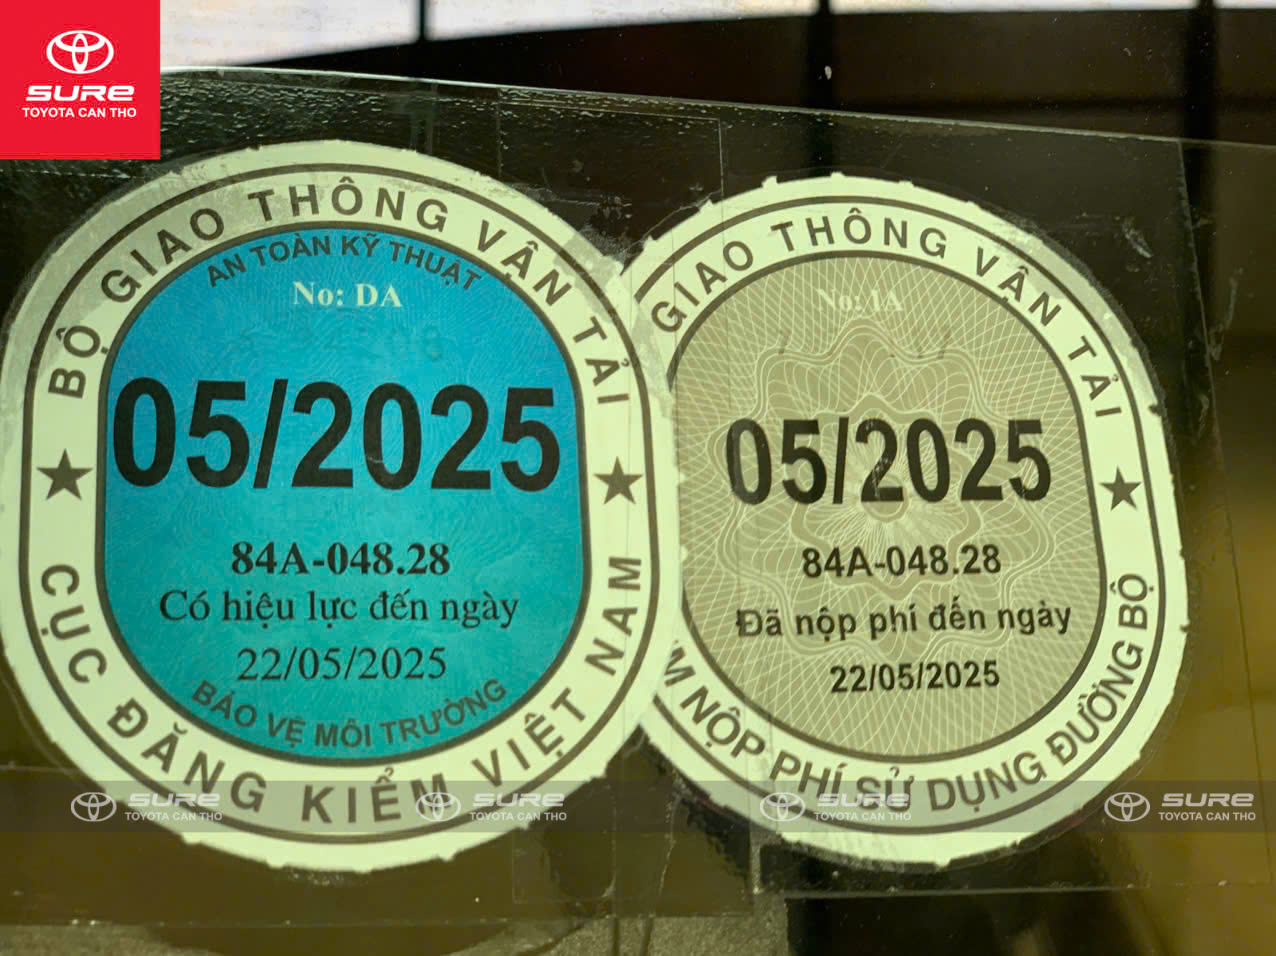 SURE
TOYOTA CAN THO
BỘ GIAO THÔNG VẬN TẢI
AN TOÀN KỸ THUẬT
No: DA
05/2025
84A-048.28
Có hiệu lực đến ngày
22/05/2025
BẢO VỆ MÔI TRƯỜNG
CỤC ĐĂNG KIỂM VIỆT NAM
GIAO THÔNG VẬN TẢI
No: IA
05/2025
84A-048.28
Đã nộp phí đến ngày
22/05/2025
NỘP PHÍ SỬ DỤNG ĐƯỜNG BỘ
SURE
TOYOTA CAN THO
SURE
TOYOTA CAN THO
SURE
TOYOTA CAN THO
SURE
TOYOTA CAN THO